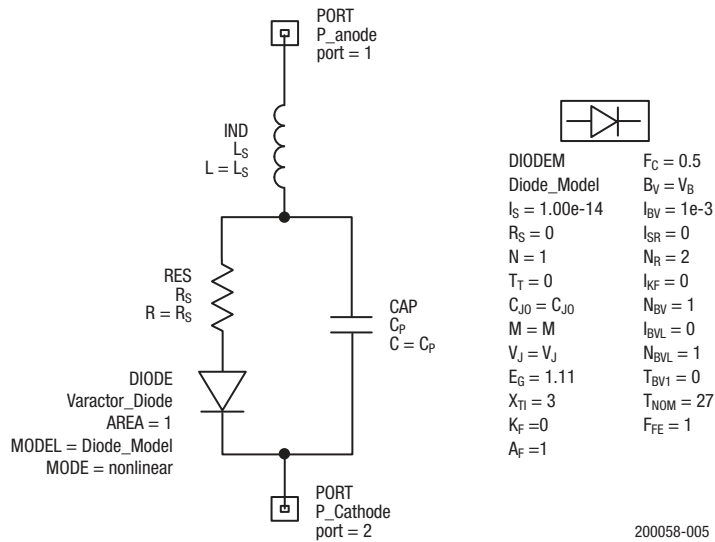 PORT
P_anode
port = 1
IND
LS
L = LS
RES
RS
R = RS
CAP
CP
C = CP
DIODE
Varactor_Diode
AREA = 1
MODEL = Diode_Model
MODE = nonlinear
PORT
P_Cathode
port = 2
DIODEM
Diode_Model
IS = 1.00e-14
RS = 0
N = 1
TT = 0
CJ0 = CJ0
M = M
VJ = VJ
EG = 1.11
XTI = 3
KF =0
AF =1
FC = 0.5
BV = VB
IBV = 1e-3
ISR = 0
NR = 2
IKF = 0
NBV = 1
IBVL = 0
NBVL = 1
TBV1 = 0
TNOM = 27
FFE = 1
200058-005